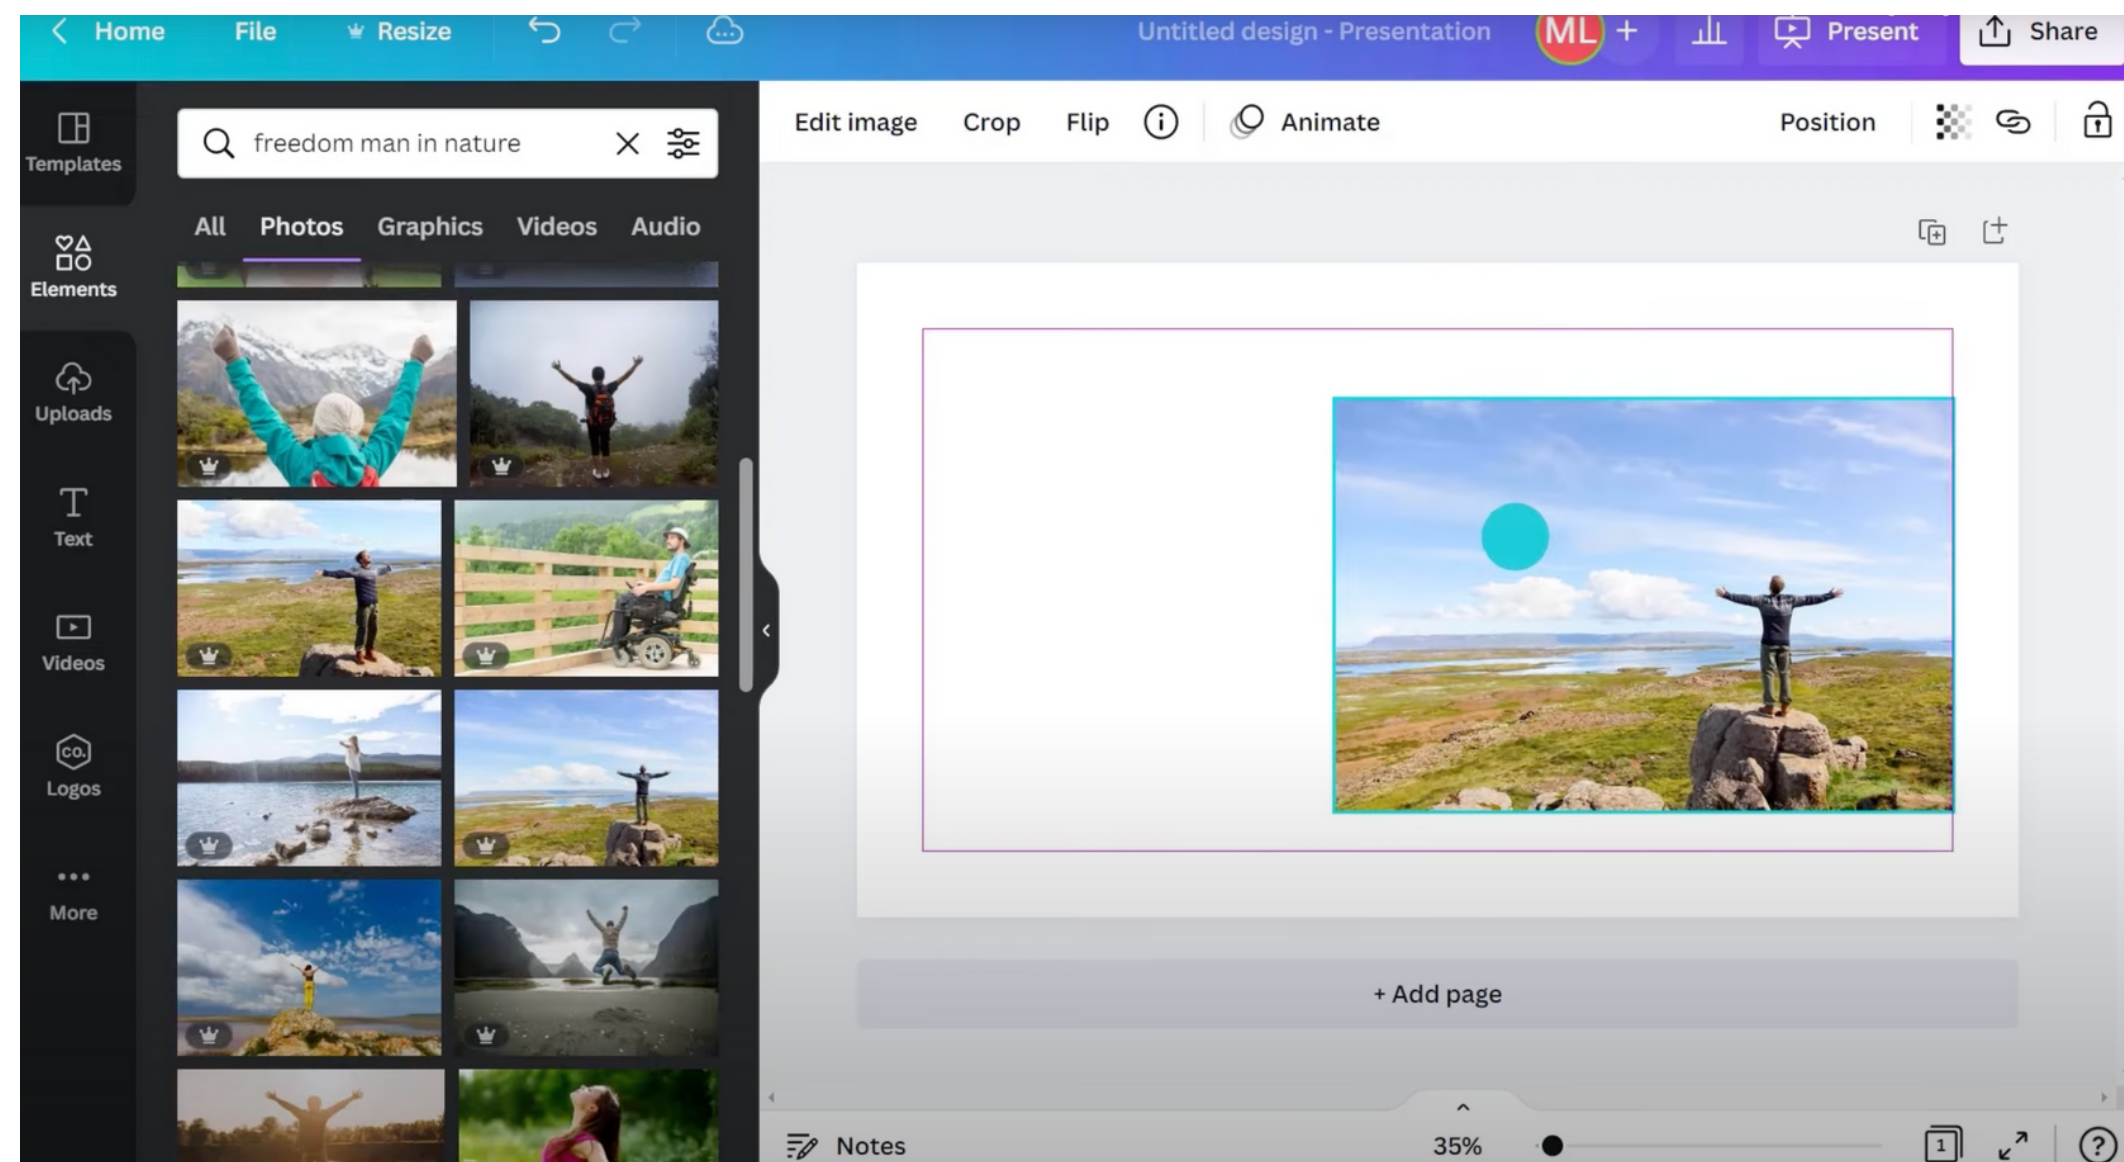 Home File Resize Untitled design - Presentation ML + Present Share
Templates
Elements
Uploads
Text
Videos
CO.
Logos
More
freedom man in nature
All Photos Graphics Videos Audio
Edit image Crop Flip Animate Position
+ Add page
Notes 35% 1 ?